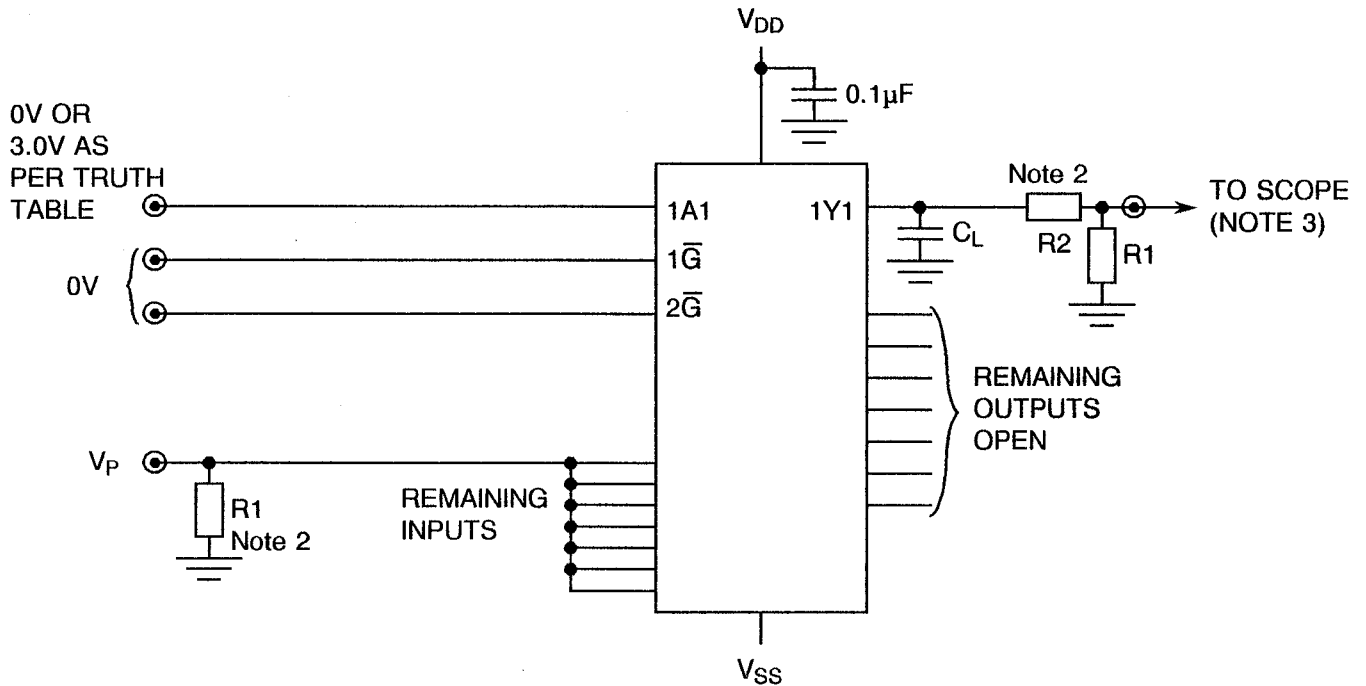 VDD
0.1µF
0V OR
3.0V AS
PER TRUTH
TABLE
1A1
1Y1
Note 2
TO SCOPE
(NOTE 3)
CL
R2
R1
1G̅
0V
2G̅
REMAINING
OUTPUTS
OPEN
VP
R1
Note 2
REMAINING
INPUTS
VSS